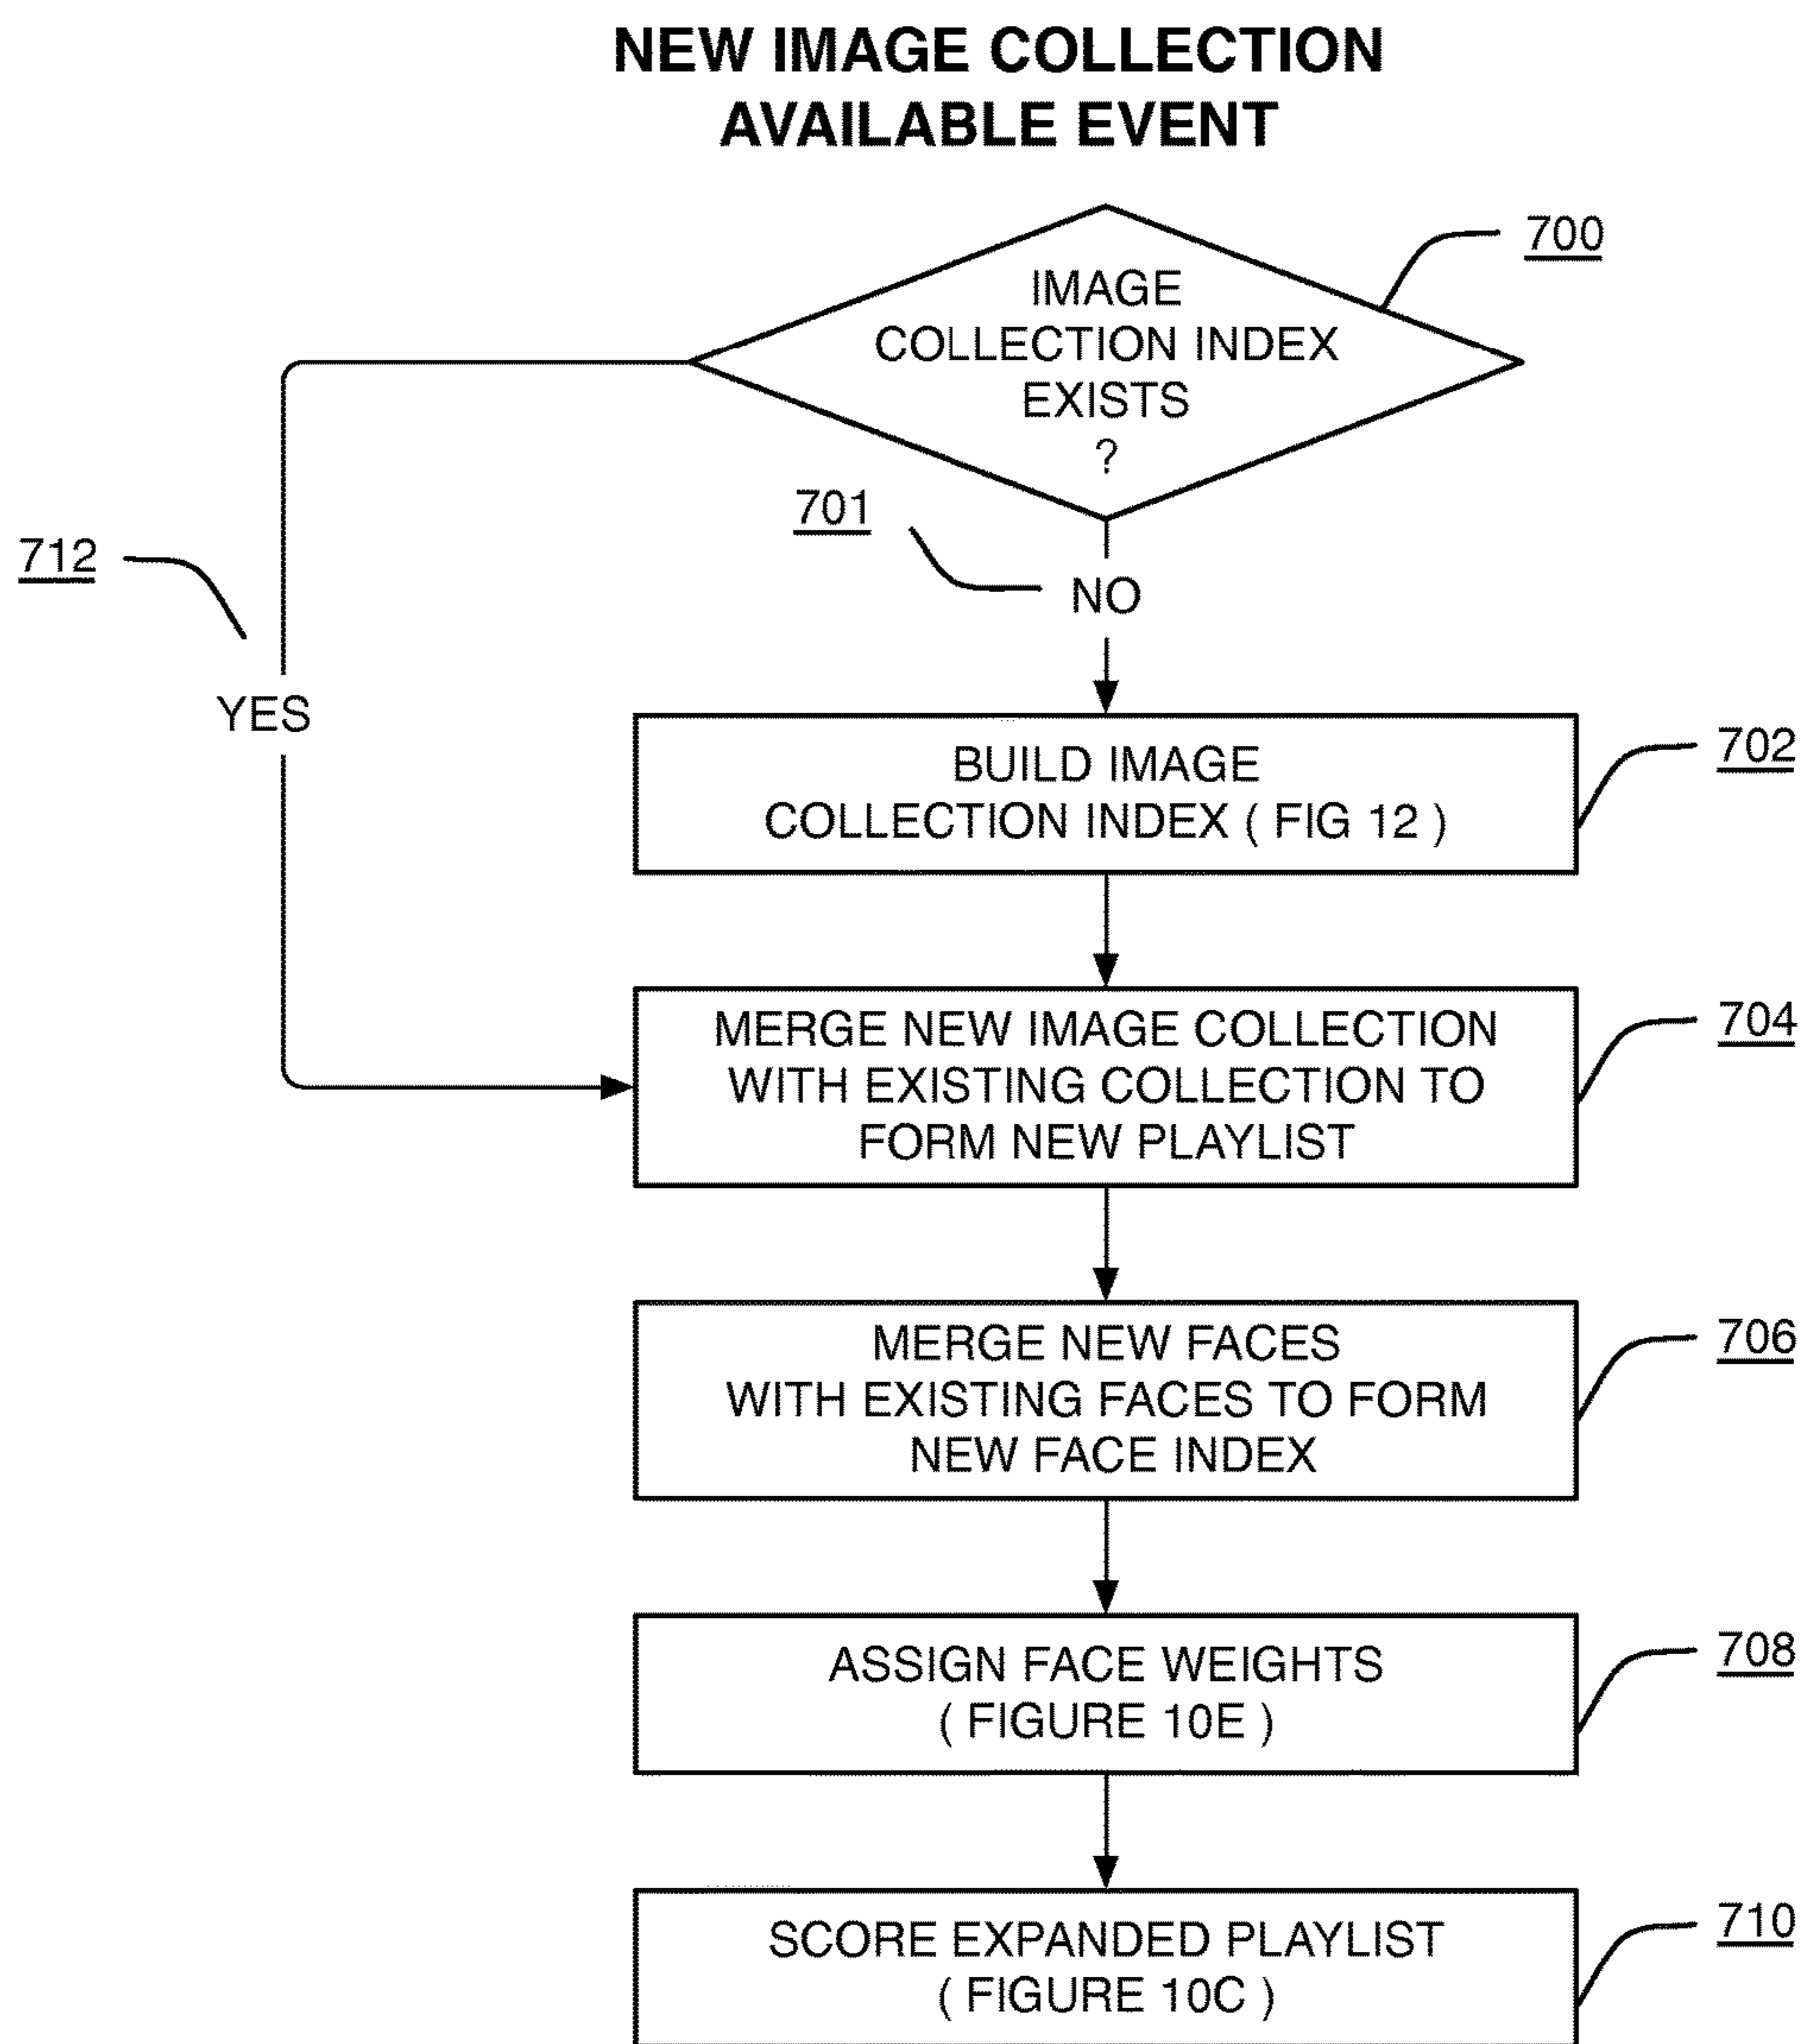 NEW IMAGE COLLECTION
AVAILABLE EVENT
700
IMAGE
COLLECTION INDEX
EXISTS
?
701
712
NO
YES
702
BUILD IMAGE
COLLECTION INDEX ( FIG 12 )
704
MERGE NEW IMAGE COLLECTION
WITH EXISTING COLLECTION TO
FORM NEW PLAYLIST
706
MERGE NEW FACES
WITH EXISTING FACES TO FORM
NEW FACE INDEX
708
ASSIGN FACE WEIGHTS
( FIGURE 10E )
710
SCORE EXPANDED PLAYLIST
( FIGURE 10C )